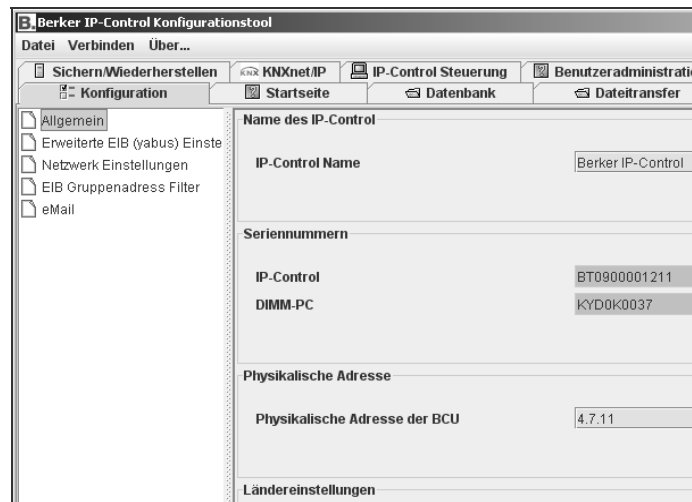 B. Berker IP-Control Konfigurationstool
Datei Verbinden Über...
Sichern/Wiederherstellen KNX KNXnet/IP IP-Control Steuerung Benutzeradministrati
Konfiguration Startseite Datenbank Dateitransfer
Allgemein
Erweiterte EIB (yabus) Einste
Netzwerk Einstellungen
EIB Gruppenadress Filter
eMail
Name des IP-Control
IP-Control Name Berker IP-Control
Seriennummern
IP-Control BT0900001211
DIMM-PC KYD0K0037
Physikalische Adresse
Physikalische Adresse der BCU 4.7.11
Ländereinstellungen